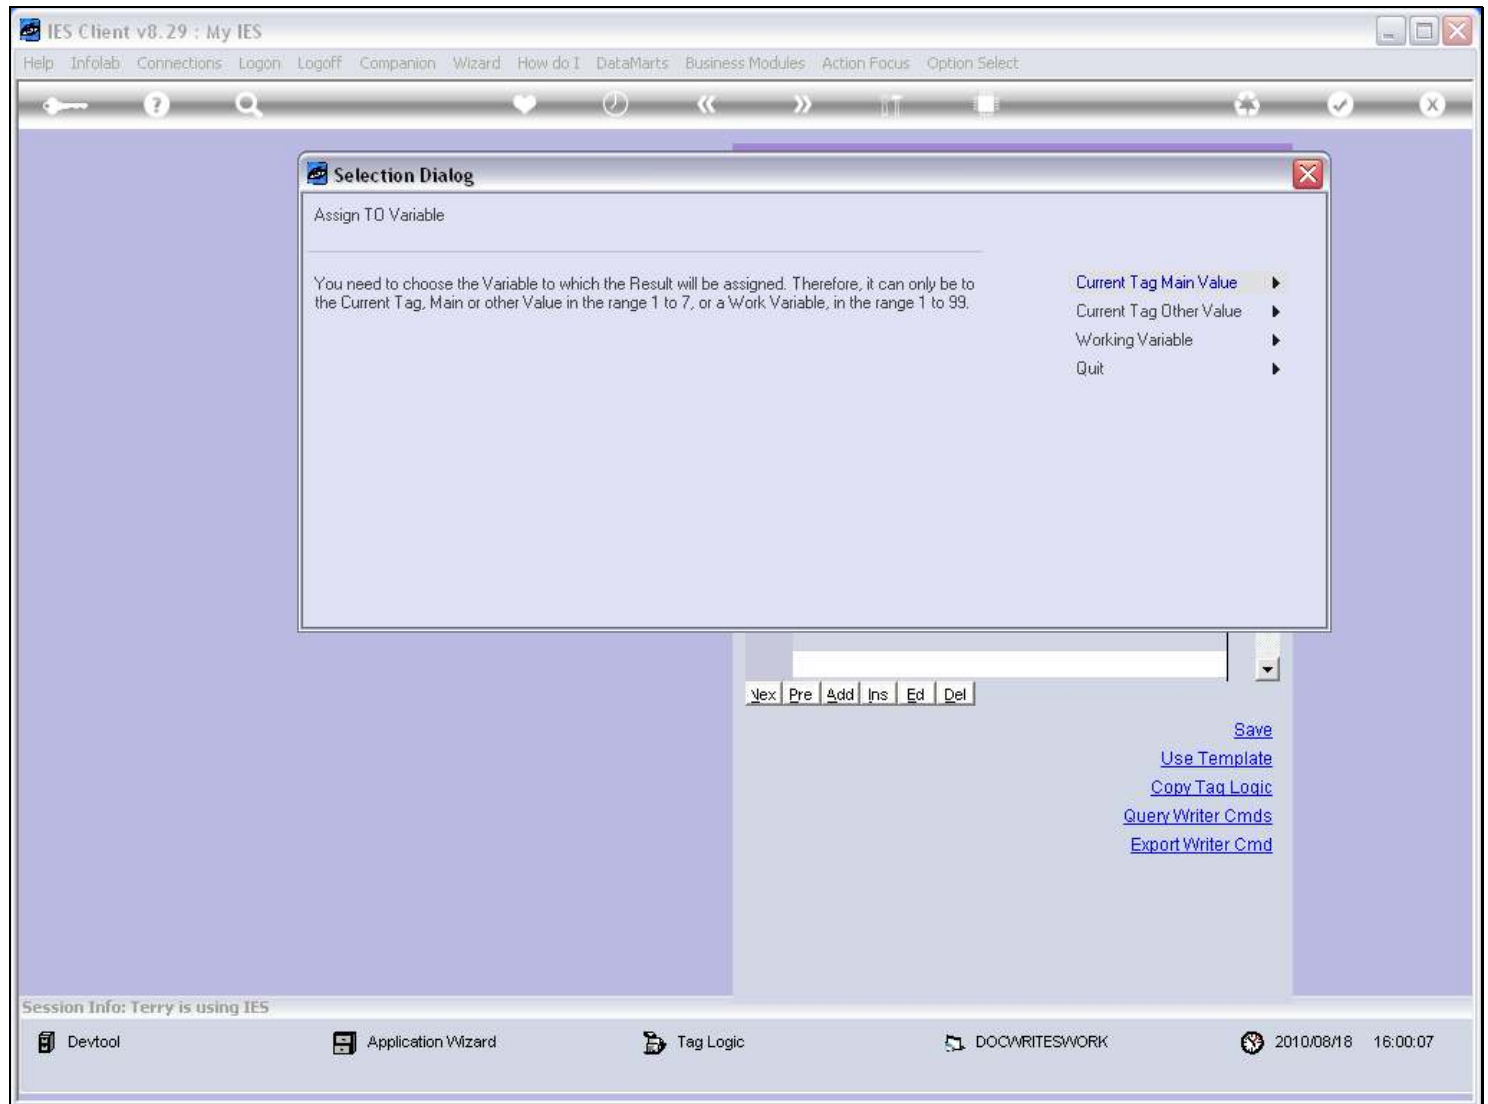 IES Client v8.29 : My IES
Help Infolab Connections Logon Logoff Companion Wizard How do I DataMarts Business Modules Action Focus Option Select
Selection Dialog
Assign TO Variable
You need to choose the Variable to which the Result will be assigned. Therefore, it can only be to
the Current Tag, Main or other Value in the range 1 to 7, or a Work Variable, in the range 1 to 99.
Current Tag Main Value
Current Tag Other Value
Working Variable
Quit
Nex Pre Add Ins Ed Del
Save
Use Template
Copy Tag Logic
Query Writer Cmds
Export Writer Cmd
Session Info: Terry is using IES
Devtool Application Wizard Tag Logic DOCWRITESWORK 2010/08/18 16:00:07